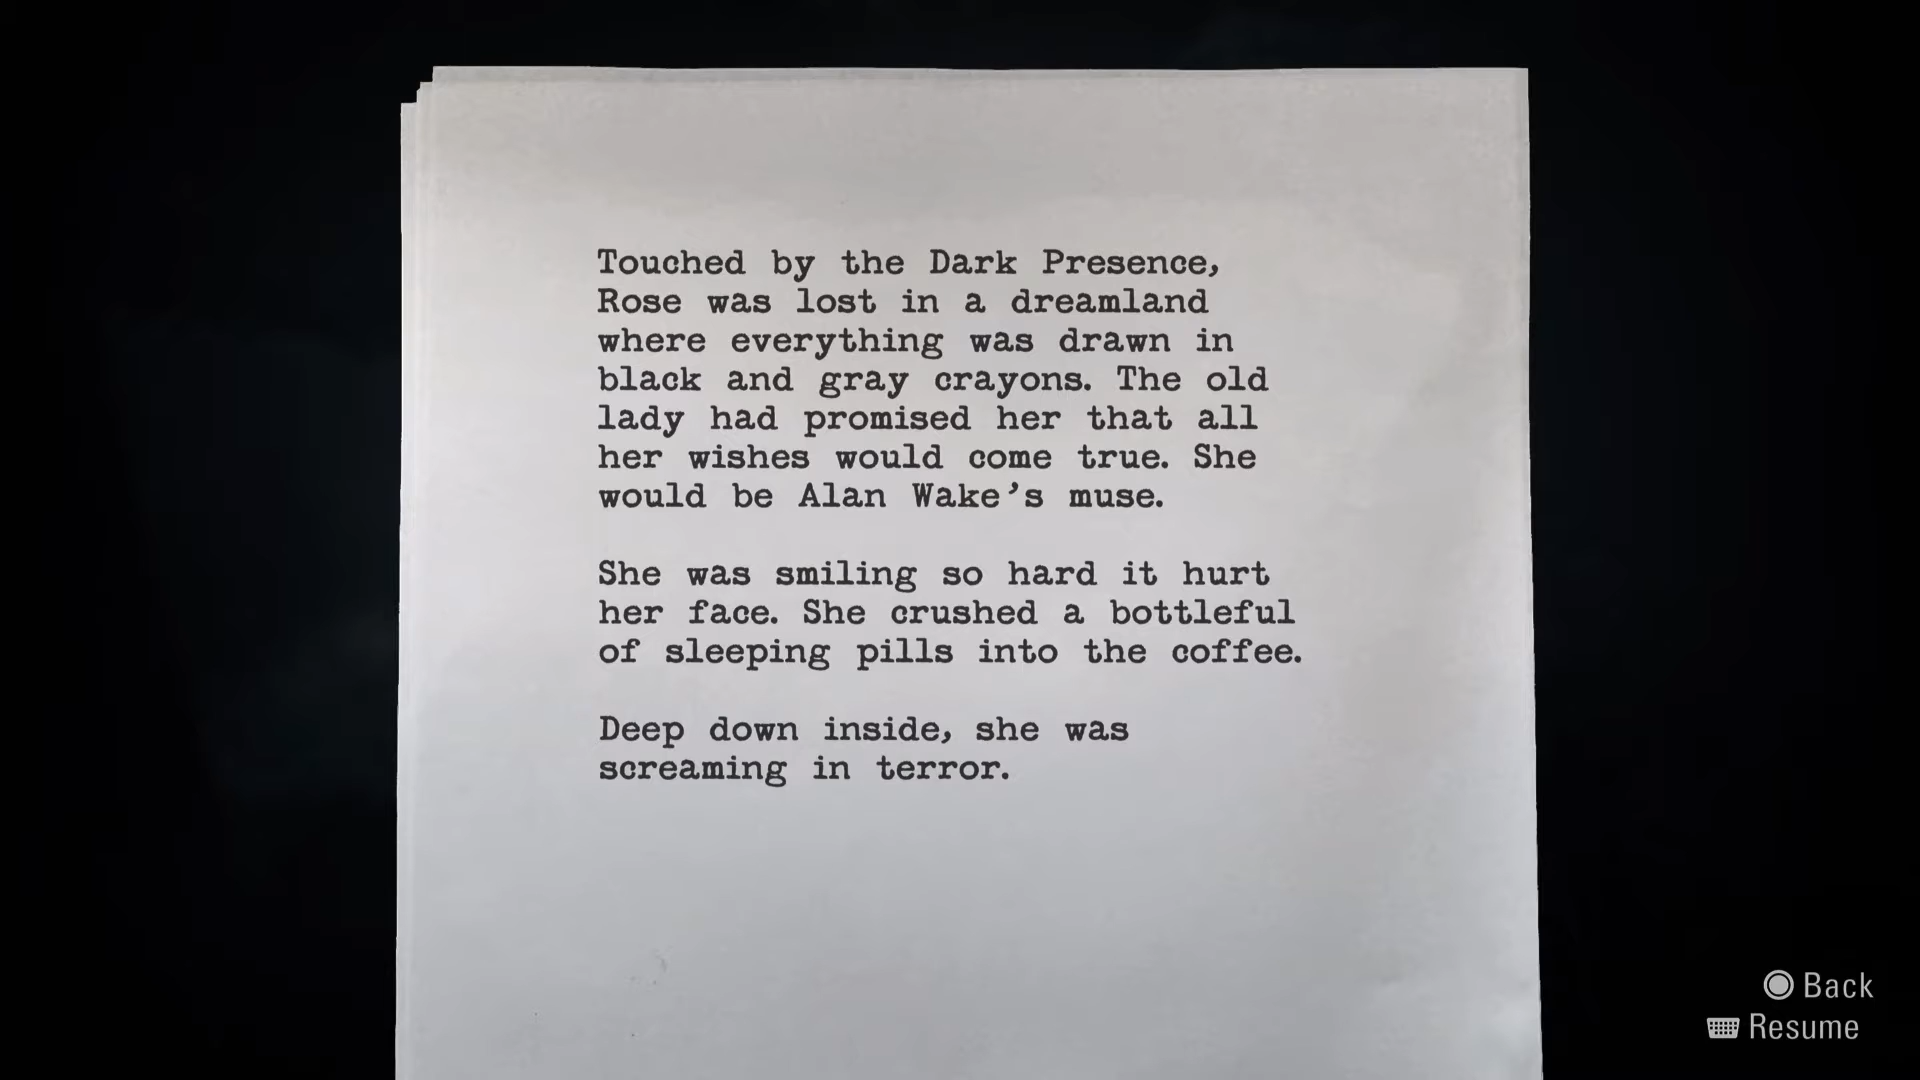 Touched by the Dark Presence,
Rose was lost in a dreamland
where everything was drawn in
black and gray crayons. The old
lady had promised her that all
her wishes would come true. She
would be Alan Wake’s muse.
She was smiling so hard it hurt
her face. She crushed a bottleful
of sleeping pills into the coffee.
Deep down inside, she was
screaming in terror.
Back
Resume